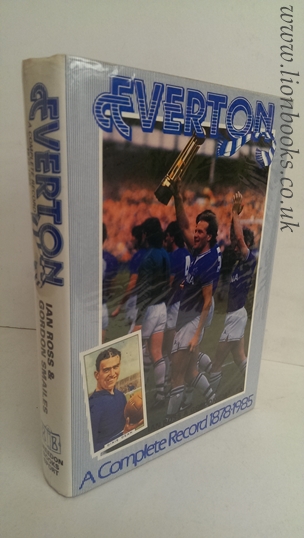 EVERTON
A Complete Record 1878-1985
EVERTON
IAN ROSS &
GORDON SMAILES
www.lionbooks.co.uk